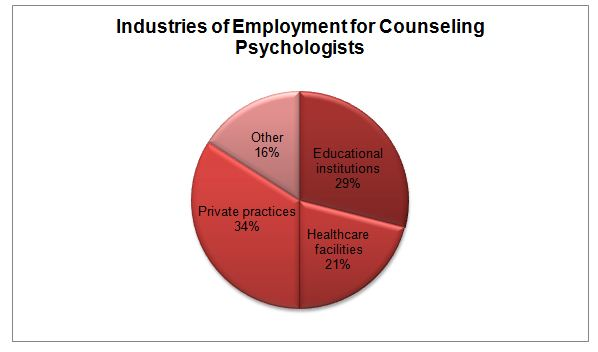 Industries of Employment for Counseling
Psychologists
Other
16%
Educational
institutions
29%
Private practices
34%
Healthcare
facilities
21%